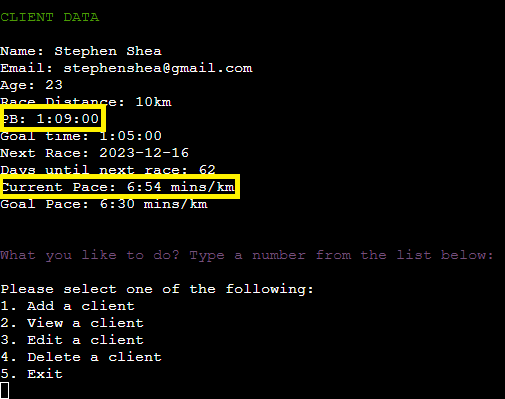 CLIENT DATA
Name: Stephen Shea
Email: stephenshea@gmail.com
Age: 23
Race Distance: 10km
PB: 1:09:00
Goal time: 1:05:00
Next Race: 2023-12-16
Days until next race: 62
Current Pace: 6:54 mins/km
Goal Pace: 6:30 mins/km
What you like to do? Type a number from the list below:
Please select one of the following:
1. Add a client
2. View a client
3. Edit a client
4. Delete a client
5. Exit